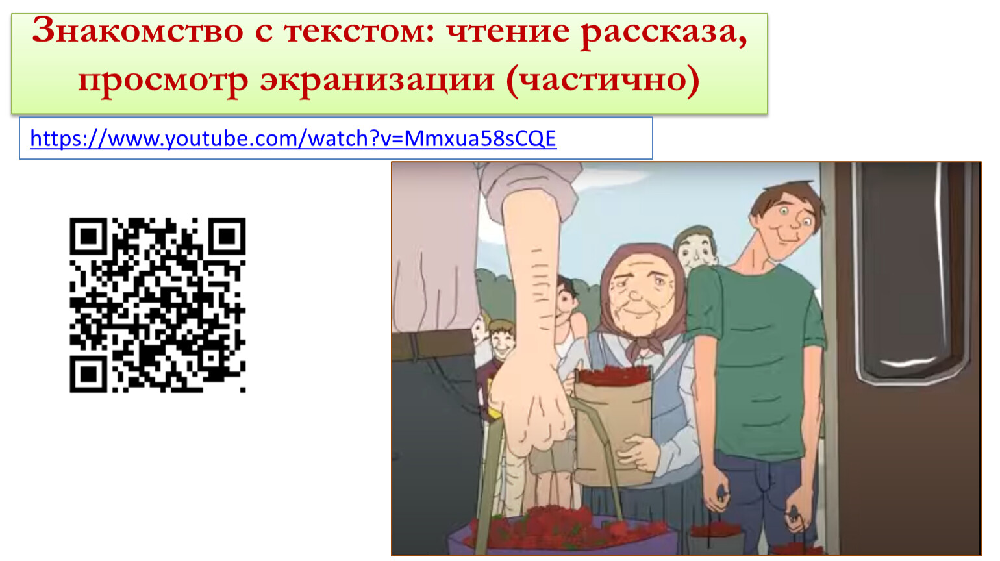 Знакомство с текстом: чтение рассказа,
просмотр экранизации (частично)
https://www.youtube.com/watch?v=Mmxua58sCQE